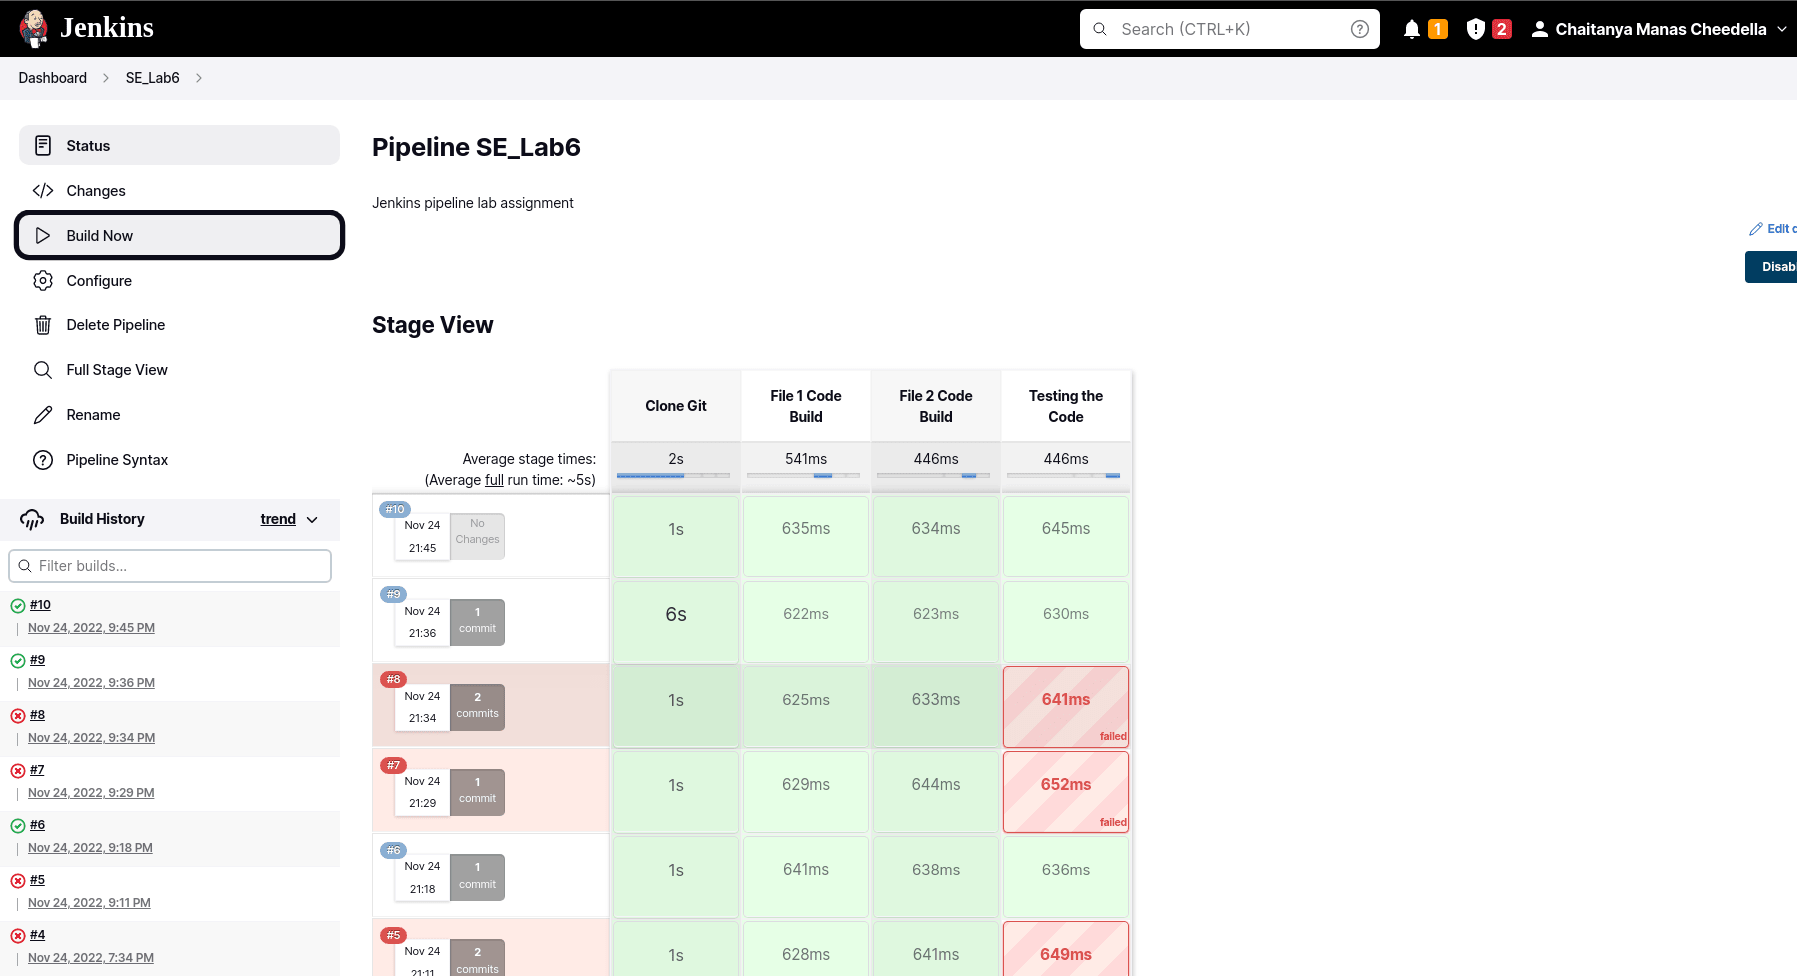 Jenkins
Search (CTRL+K)
1
2
Chaitanya Manas Cheedella
Dashboard
SE_Lab6
Status
Changes
Build Now
Configure
Delete Pipeline
Full Stage View
Rename
Pipeline Syntax
Build History
trend
Filter builds...
#10
Nov 24, 2022, 9:45 PM
#9
Nov 24, 2022, 9:36 PM
#8
Nov 24, 2022, 9:34 PM
#7
Nov 24, 2022, 9:29 PM
#6
Nov 24, 2022, 9:18 PM
#5
Nov 24, 2022, 9:11 PM
#4
Nov 24, 2022, 7:34 PM
Pipeline SE_Lab6
Jenkins pipeline lab assignment
Edit d
Disabl
Stage View
Clone Git
File 1 Code
Build
File 2 Code
Build
Testing the
Code
Average stage times:
(Average full run time: ~5s)
2s
541ms
446ms
446ms
#10
Nov 24
21:45
No
Changes
1s
635ms
634ms
645ms
#9
Nov 24
21:36
1
commit
6s
622ms
623ms
630ms
#8
Nov 24
21:34
2
commits
1s
625ms
633ms
641ms
failed
#7
Nov 24
21:29
1
commit
1s
629ms
644ms
652ms
failed
#6
Nov 24
21:18
1
commit
1s
641ms
638ms
636ms
#5
Nov 24
21:11
2
commits
1s
628ms
641ms
649ms